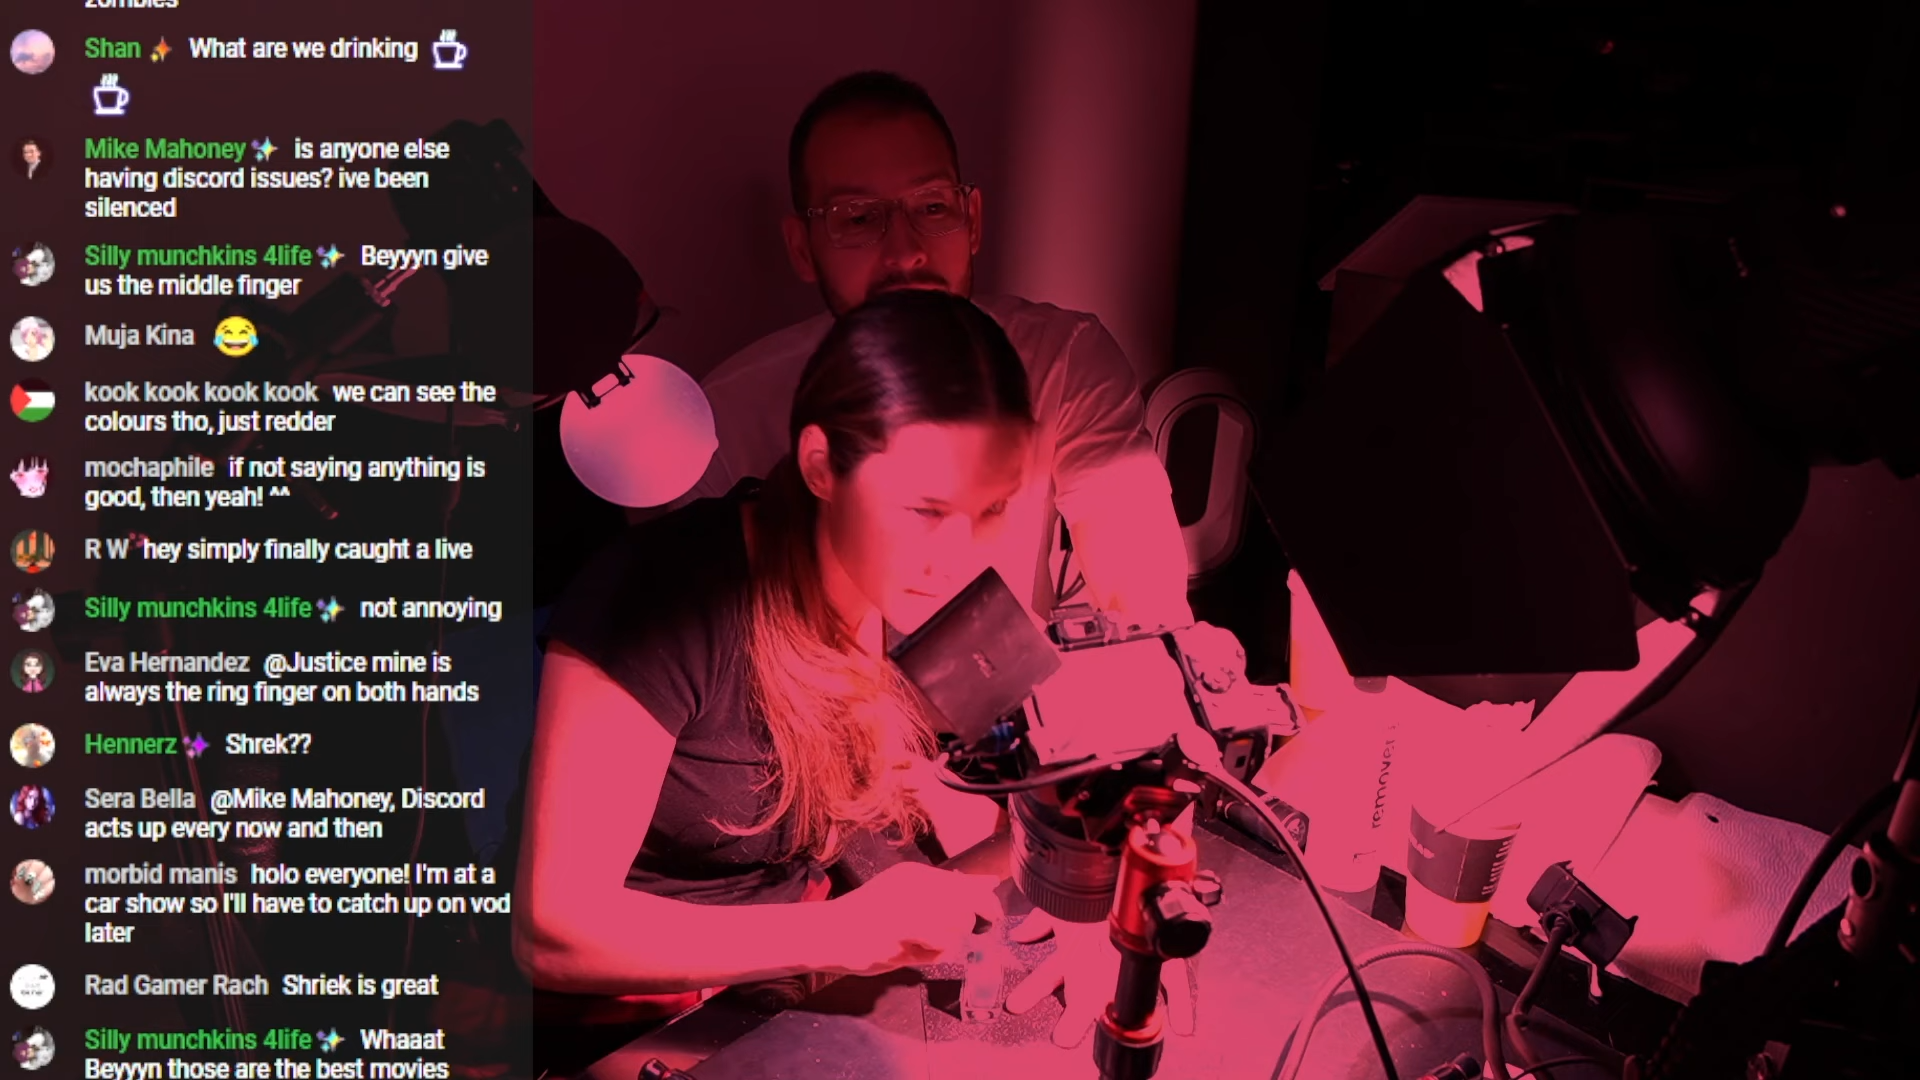 zombies
Shan What are we drinking
Mike Mahoney is anyone else
having discord issues? ive been
silenced
Silly munchkins 4life Beyyyn give
us the middle finger
Muja Kina
kook kook kook kook we can see the
colours tho, just redder
mochaphile if not saying anything is
good, then yeah! ^^
R W hey simply finally caught a live
Silly munchkins 4life not annoying
Eva Hernandez @Justice mine is
always the ring finger on both hands
Hennerz Shrek??
Sera Bella @Mike Mahoney, Discord
acts up every now and then
morbid manis holo everyone! I'm at a
car show so I'll have to catch up on vod
later
Rad Gamer Rach Shriek is great
Silly munchkins 4life Whaaat
Beyyyn those are the best movies
remover